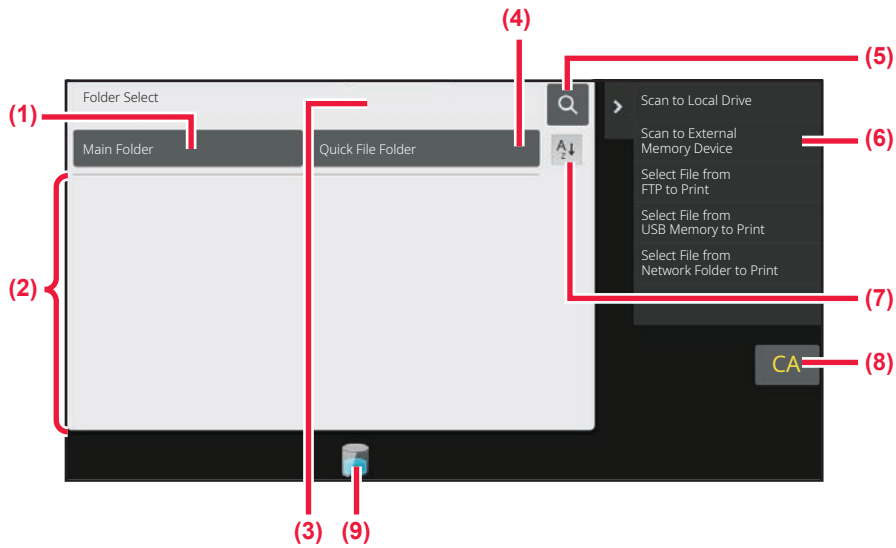 (4)
(5)
Folder Select
Scan to Local Drive
(1)
Scan to External
Memory Device
(6)
Main Folder
Quick File Folder
A
Z
Select File from
FTP to Print
Select File from
USB Memory to Print
Select File from
Network Folder to Print
(2)
(7)
CA
(8)
(3)
(9)